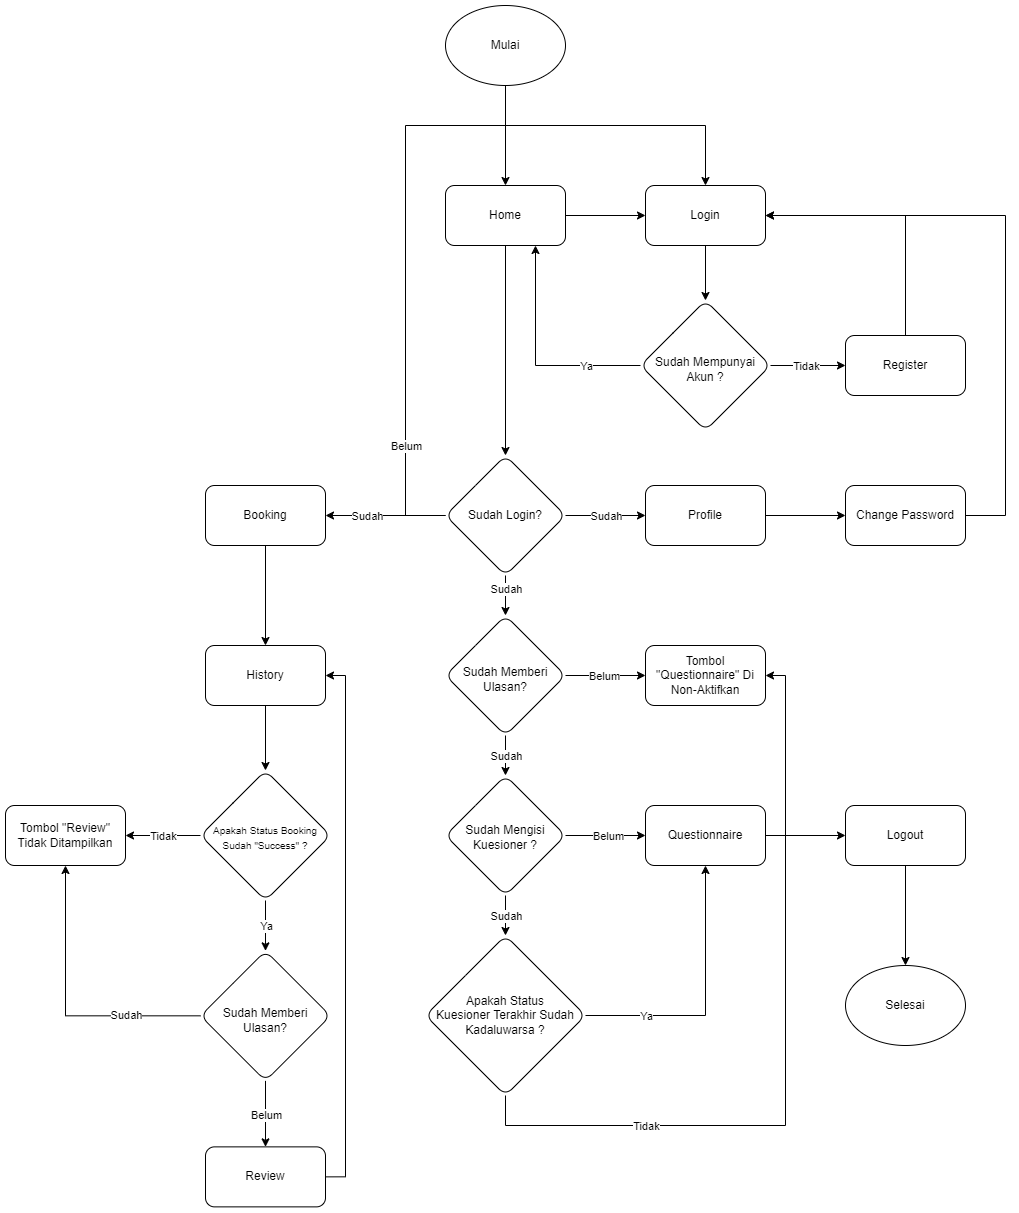 Mulai
Home
Login
Sudah Mempunyai
Akun ?
Ya
Tidak
Register
Belum
Booking
Sudah
Sudah Login?
Sudah
Profile
Change Password
Sudah
History
Sudah Memberi
Ulasan?
Belum
Tombol
"Questionnaire" Di
Non-Aktifkan
Sudah
Tombol "Review"
Tidak Ditampilkan
Tidak
Apakah Status Booking
Sudah "Success" ?
Sudah Mengisi
Kuesioner ?
Belum
Questionnaire
Logout
Ya
Sudah
Sudah
Sudah Memberi
Ulasan?
Apakah Status
Kuesioner Terakhir Sudah
Kadaluwarsa ?
Ya
Selesai
Belum
Tidak
Review